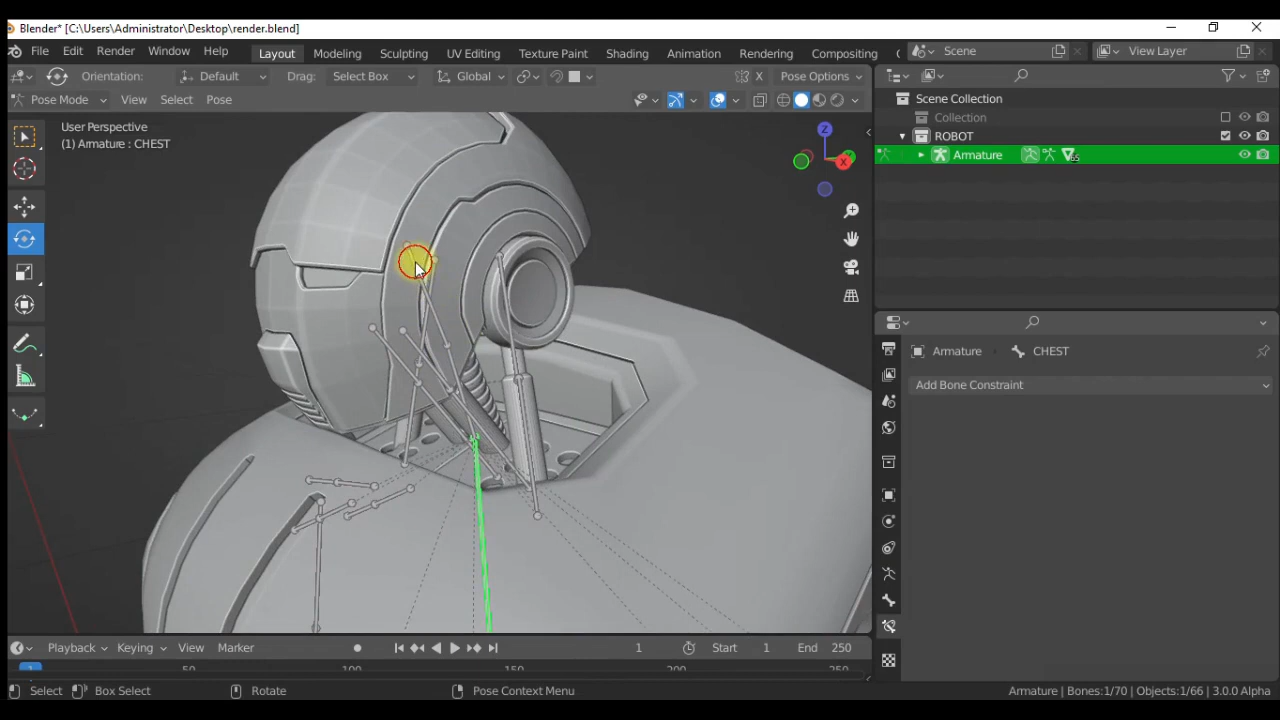 Blender* [C:\Users\Administrator\Desktop\render.blend]
File Edit Render Window Help Layout Modeling Sculpting UV Editing Texture Paint Shading Animation Rendering Compositing Scene View Layer
Orientation: Default Drag: Select Box Global X Pose Options
Pose Mode View Select Pose
User Perspective
(1) Armature : CHEST
Z
X
Scene Collection
Collection
ROBOT
Armature
Armature CHEST
Add Bone Constraint
Playback Keying View Marker 1 Start 1 End 250
1 50 100 150 200 250
Select Box Select Rotate Pose Context Menu Armature | Bones:1/70 | Objects:1/66 | 3.0.0 Alpha